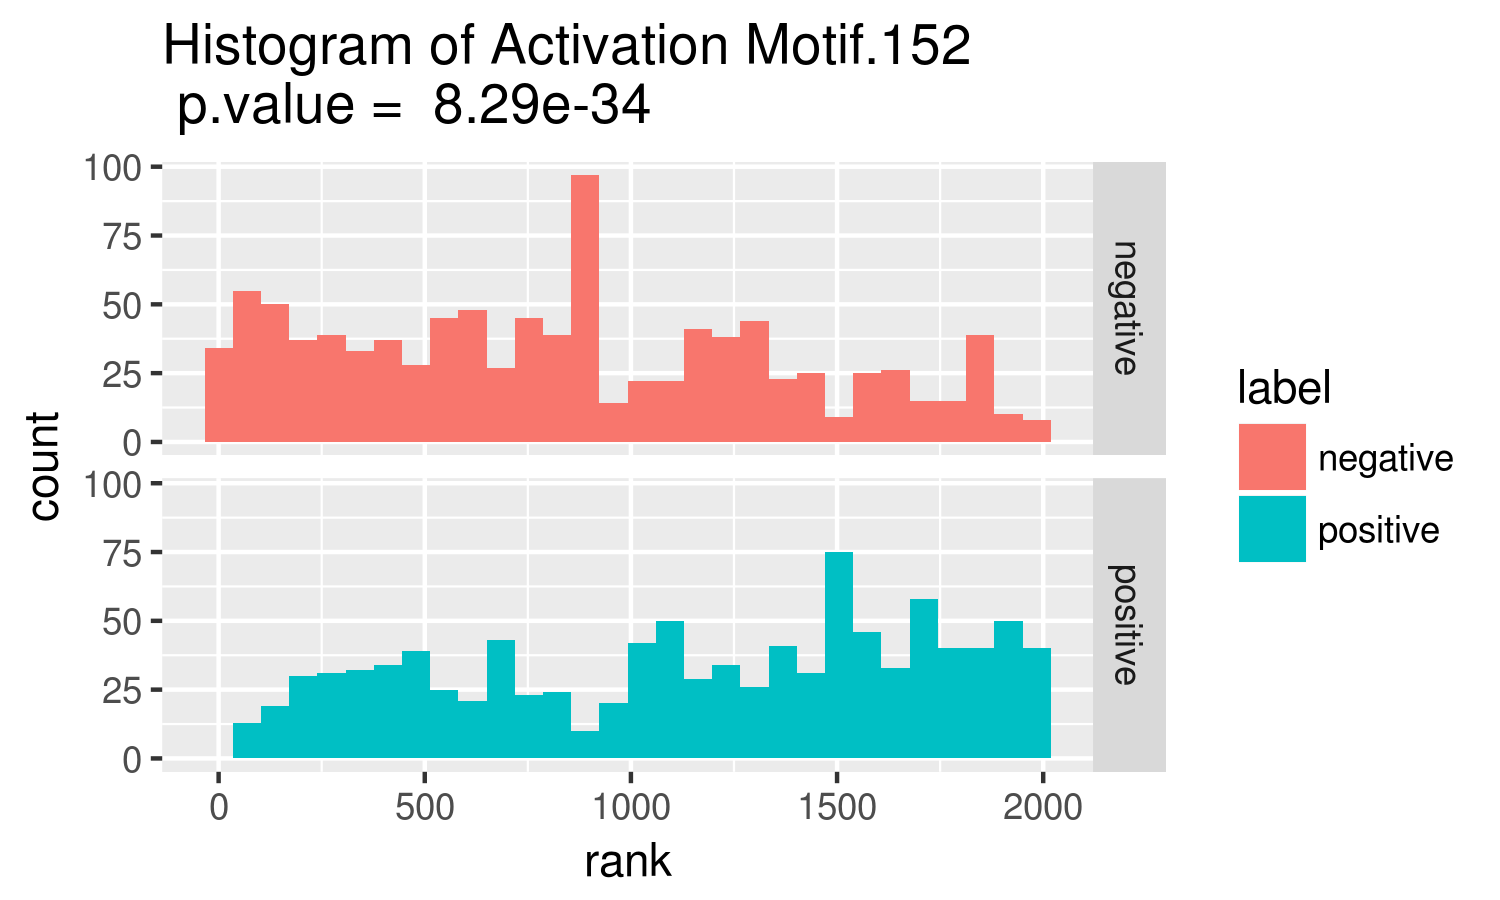 Histogram of Activation Motif.152
p.value =  8.29e-34
count
100
75
50
25
0
negative
100
75
50
25
0
positive
0 500 1000 1500 2000
rank
label
negative
positive